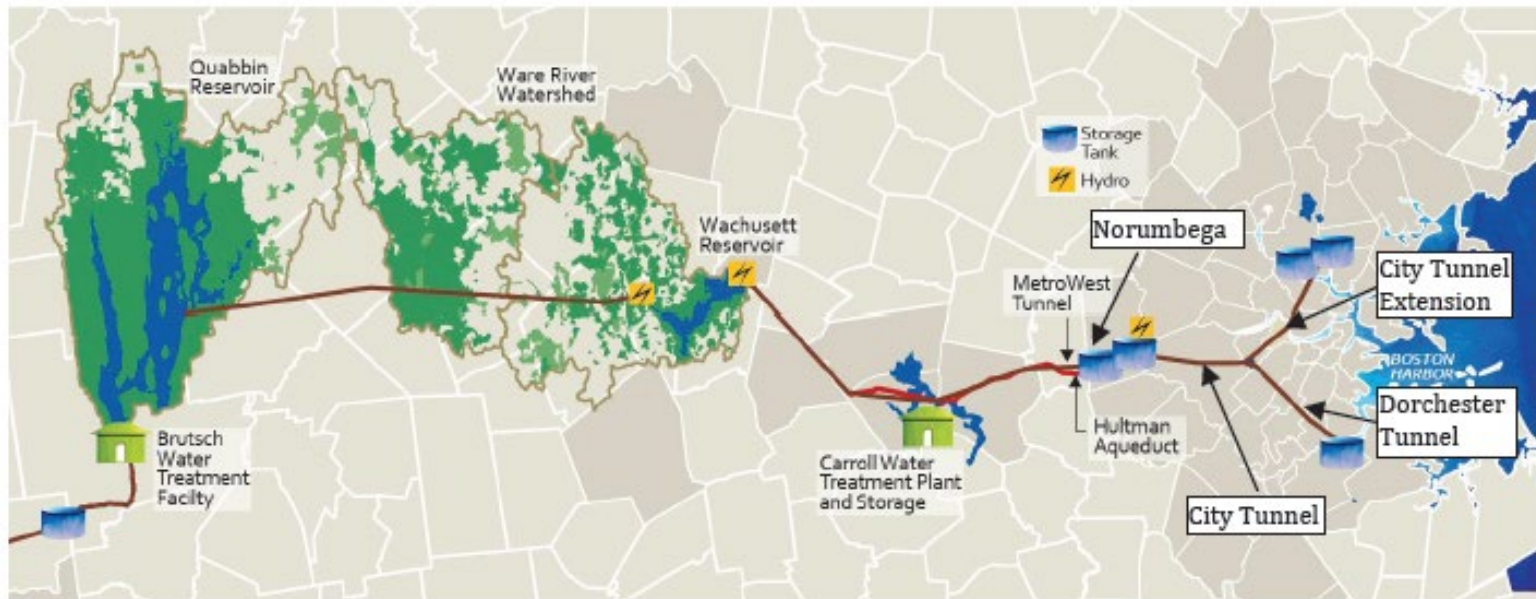 Quabbin
Reservoir
Ware River
Watershed
Storage
Tank
Hydro
Wachusett
Reservoir
Norumbega
MetroWest
Tunnel
City Tunnel
Extension
BOSTON
HARBOR
Dorchester
Tunnel
Hultman
Aqueduct
Brutsch
Water
Treatment
Facilty
Carroll Water
Treatment Plant
and Storage
City Tunnel